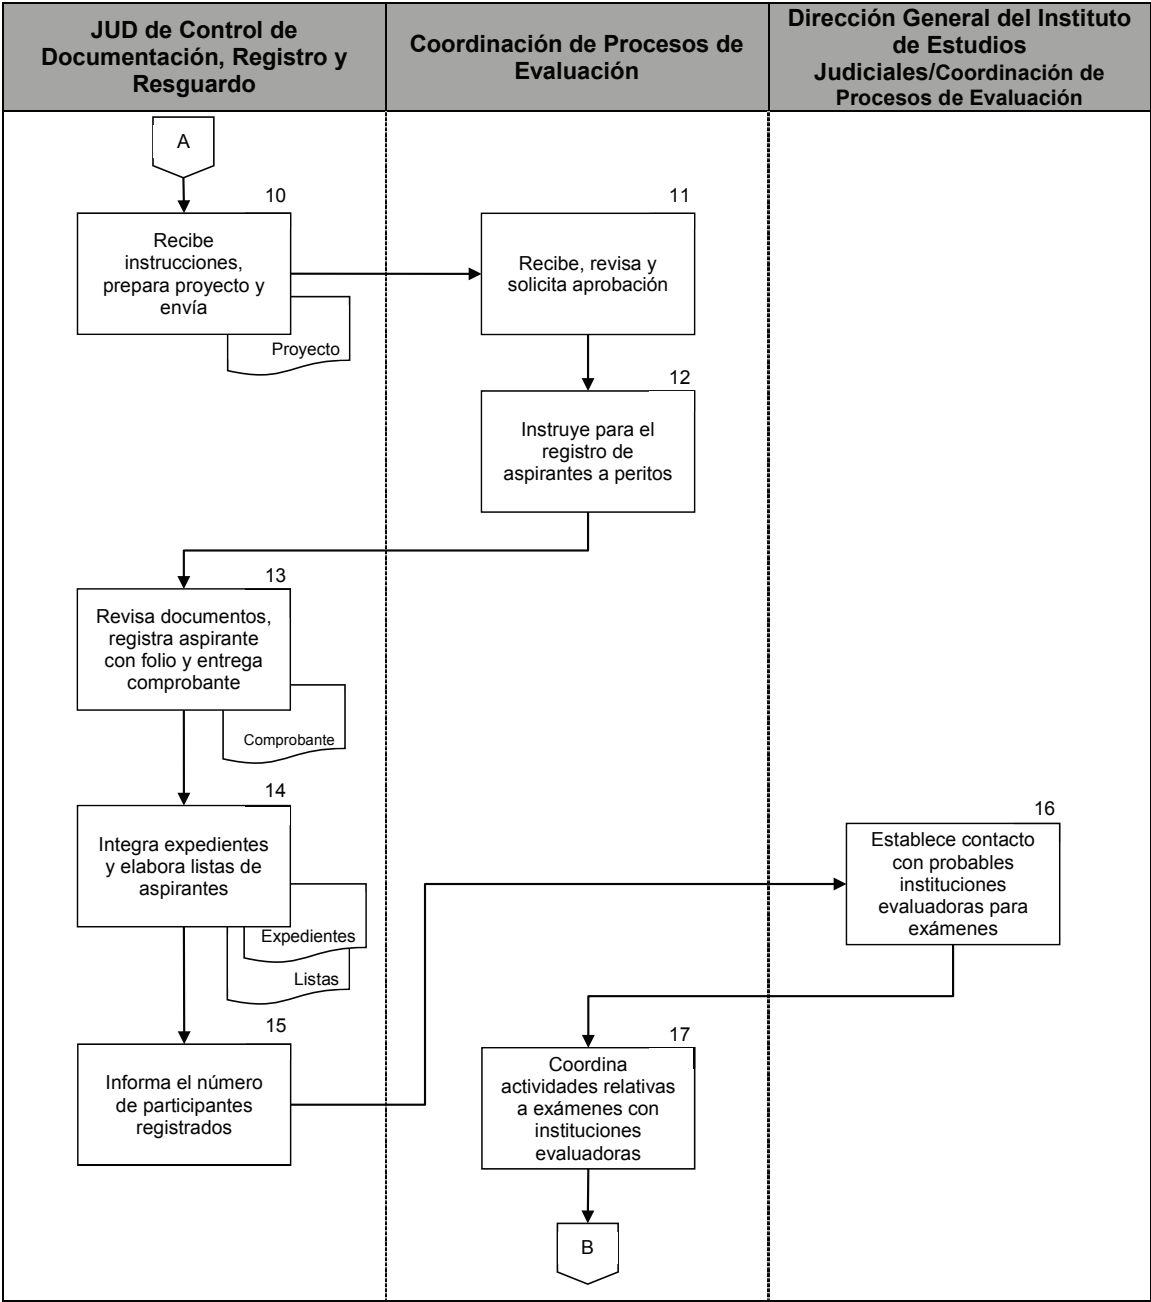 JUD de Control de
Documentación, Registro y
Resguardo
Coordinación de Procesos de
Evaluación
Dirección General del Instituto
de Estudios
Judiciales/Coordinación de
Procesos de Evaluación
A
10
Recibe
instrucciones,
prepara proyecto y
envía
Proyecto
11
Recibe, revisa y
solicita aprobación
12
Instruye para el
registro de
aspirantes a peritos
13
Revisa documentos,
registra aspirante
con folio y entrega
comprobante
Comprobante
14
Integra expedientes
y elabora listas de
aspirantes
Expedientes
Listas
15
Informa el número
de participantes
registrados
16
Establece contacto
con probables
instituciones
evaluadoras para
exámenes
17
Coordina
actividades relativas
a exámenes con
instituciones
evaluadoras
B